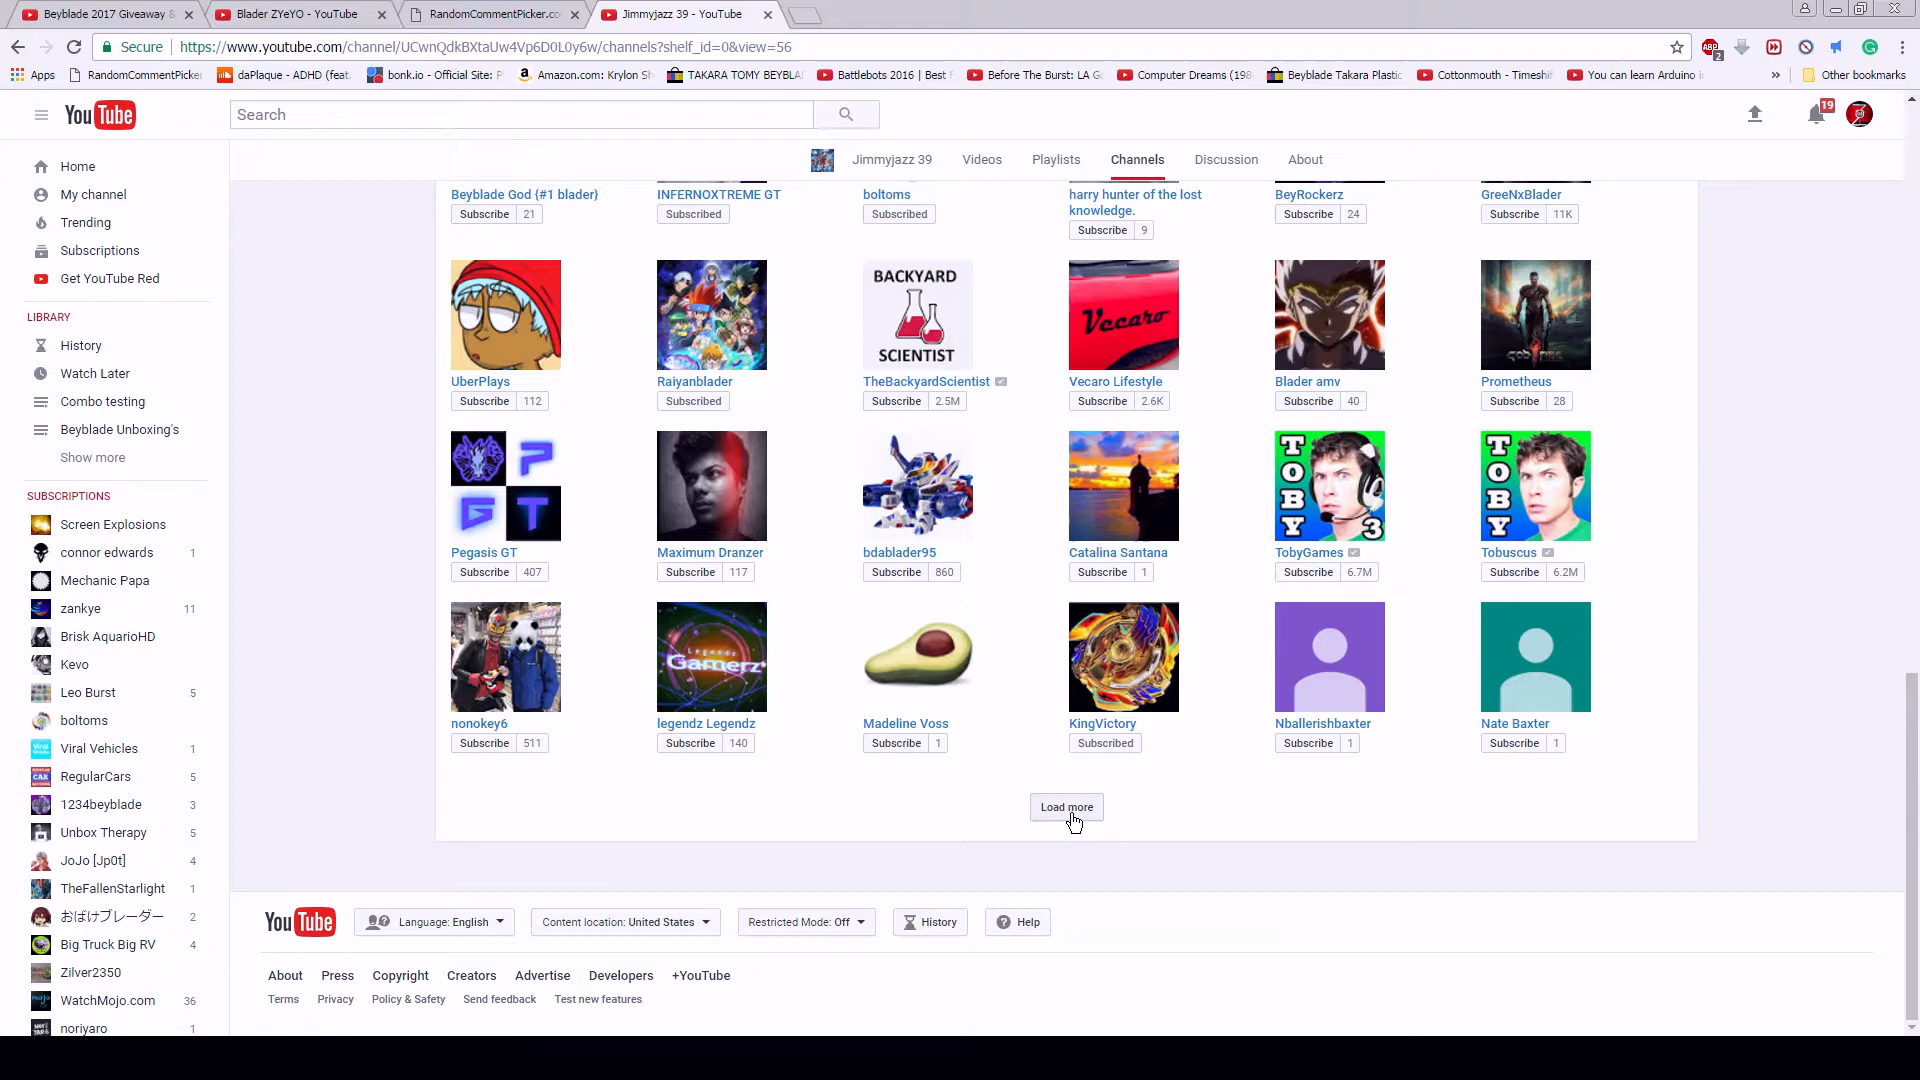 Beyblade 2017 Giveaway &
Blader ZYeYO - YouTube
RandomCommentPicker.co
Jimmyjazz 39 - YouTube
Secure
https://www.youtube.com/channel/UCwnQdkBXtaUw4Vp6D0L0y6w/channels?shelf_id=0&view=56
ABP
2
Apps
RandomCommentPicke
daPlaque - ADHD (feat.
bonk.io - Official Site: P
Amazon.com: Krylon Sh
TAKARA TOMY BEYBLA
Battlebots 2016 | Best F
Before The Burst: LA G
Computer Dreams (198
Beyblade Takara Plastic
Cottonmouth - Timeshif
You can learn Arduino i
Other bookmarks
YouTube
Search
19
Jimmyjazz 39
Videos
Playlists
Channels
Discussion
About
Home
My channel
Trending
Subscriptions
Get YouTube Red
LIBRARY
History
Watch Later
Combo testing
Beyblade Unboxing's
Show more
SUBSCRIPTIONS
Screen Explosions
connor edwards 1
Mechanic Papa
zankye 11
Brisk AquarioHD
Kevo
Leo Burst 5
boltoms
Viral Vehicles 1
RegularCars 5
1234beyblade 3
Unbox Therapy 5
JoJo [Jp0t] 4
TheFallenStarlight 1
おばけブレーダー 2
Big Truck Big RV 4
Zilver2350
WatchMojo.com 36
noriyaro 1
Beyblade God {#1 blader}
Subscribe 21
INFERNOXTREME GT
Subscribed
boltoms
Subscribed
harry hunter of the lost
knowledge.
Subscribe 9
BeyRockerz
Subscribe 24
GreeNxBlader
Subscribe 11K
UberPlays
Subscribe 112
Raiyanblader
Subscribed
BACKYARD
SCIENTIST
TheBackyardScientist
Subscribe 2.5M
Vecaro
Vecaro Lifestyle
Subscribe 2.6K
Blader amv
Subscribe 40
Prometheus
Subscribe 28
P
G T
Pegasis GT
Subscribe 407
Maximum Dranzer
Subscribe 117
bdablader95
Subscribe 860
Catalina Santana
Subscribe 1
TOBY
3
TobyGames
Subscribe 6.7M
TOBY
Tobuscus
Subscribe 6.2M
nonokey6
Subscribe 511
Legendz
Gamerz
legendz Legendz
Subscribe 140
Madeline Voss
Subscribe 1
KingVictory
Subscribed
Nballerishbaxter
Subscribe 1
Nate Baxter
Subscribe 1
Load more
YouTube
Language: English
Content location: United States
Restricted Mode: Off
History
Help
About
Press
Copyright
Creators
Advertise
Developers
+YouTube
Terms
Privacy
Policy & Safety
Send feedback
Test new features